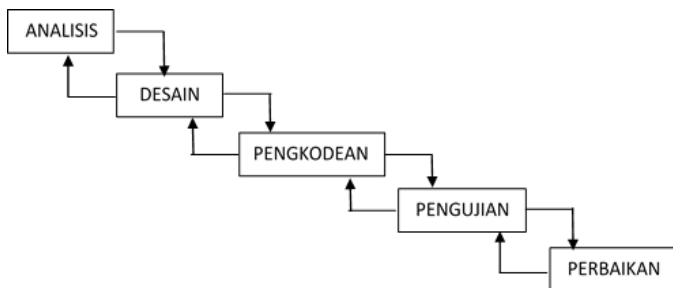 ANALISIS
DESAIN
PENGKODEAN
PENGUJIAN
PERBAIKAN